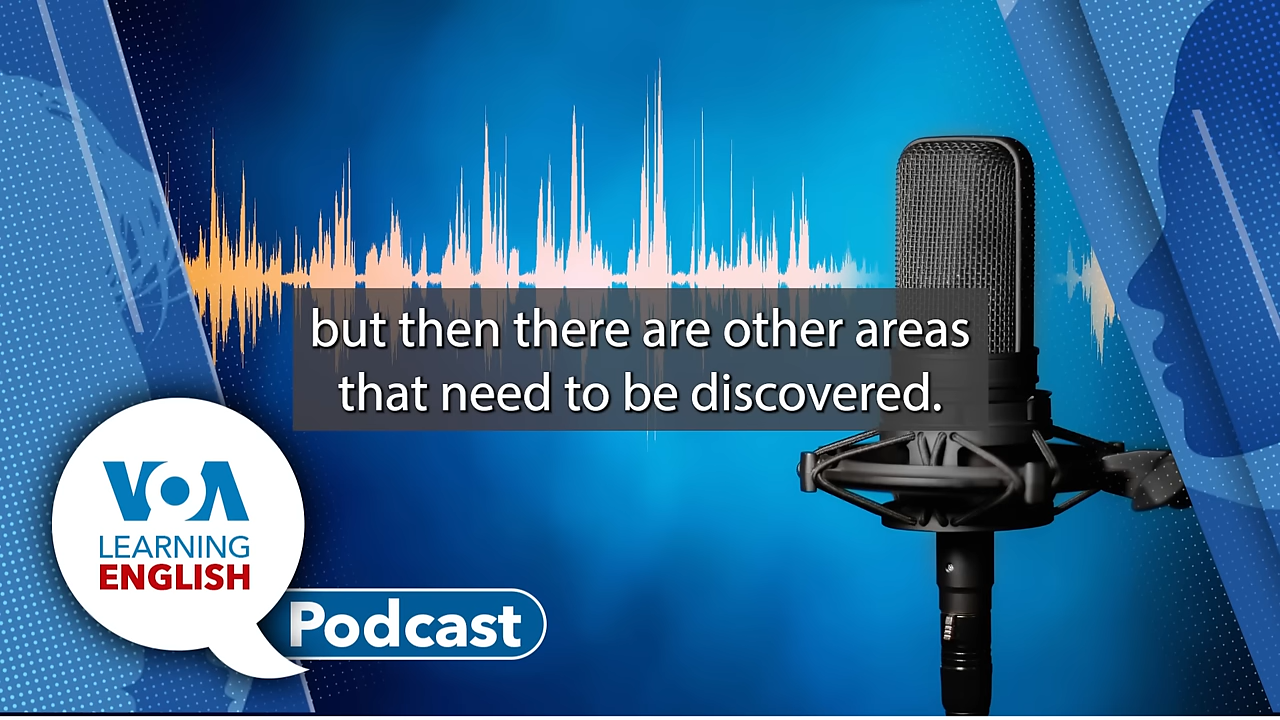 but then there are other areas
that need to be discovered.
VOA
LEARNING
ENGLISH
Podcast